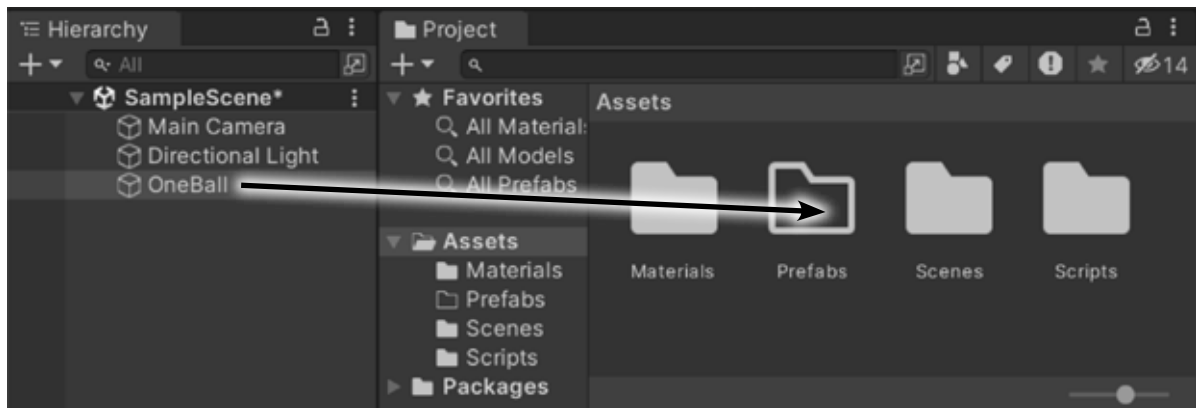 Hierarchy
All
SampleScene*
Main Camera
Directional Light
OneBall
Project
14
Favorites
All Material
All Models
All Prefabs
Assets
Materials
Prefabs
Scenes
Scripts
Packages
Assets
Materials
Prefabs
Scenes
Scripts